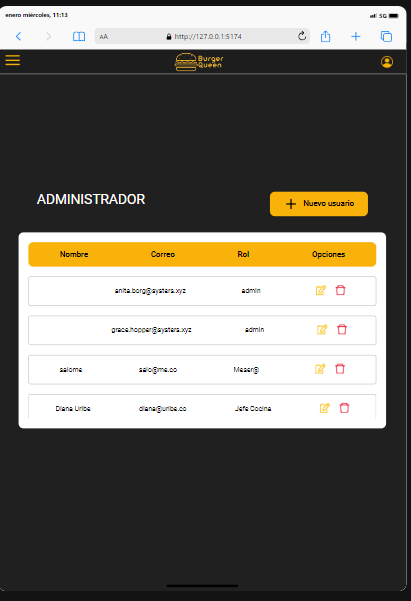 enero miércoles, 11:13
5G
AA
http://127.0.0.1:5174
Burger
Queen
ADMINISTRADOR
Nuevo usuario
Nombre Correo Rol Opciones
anita.borg@systers.xyz admin
grace.hopper@systers.xyz admin
salome salo@me.co Meser@
Diana Uribe diana@uribe.co Jefe Cocina